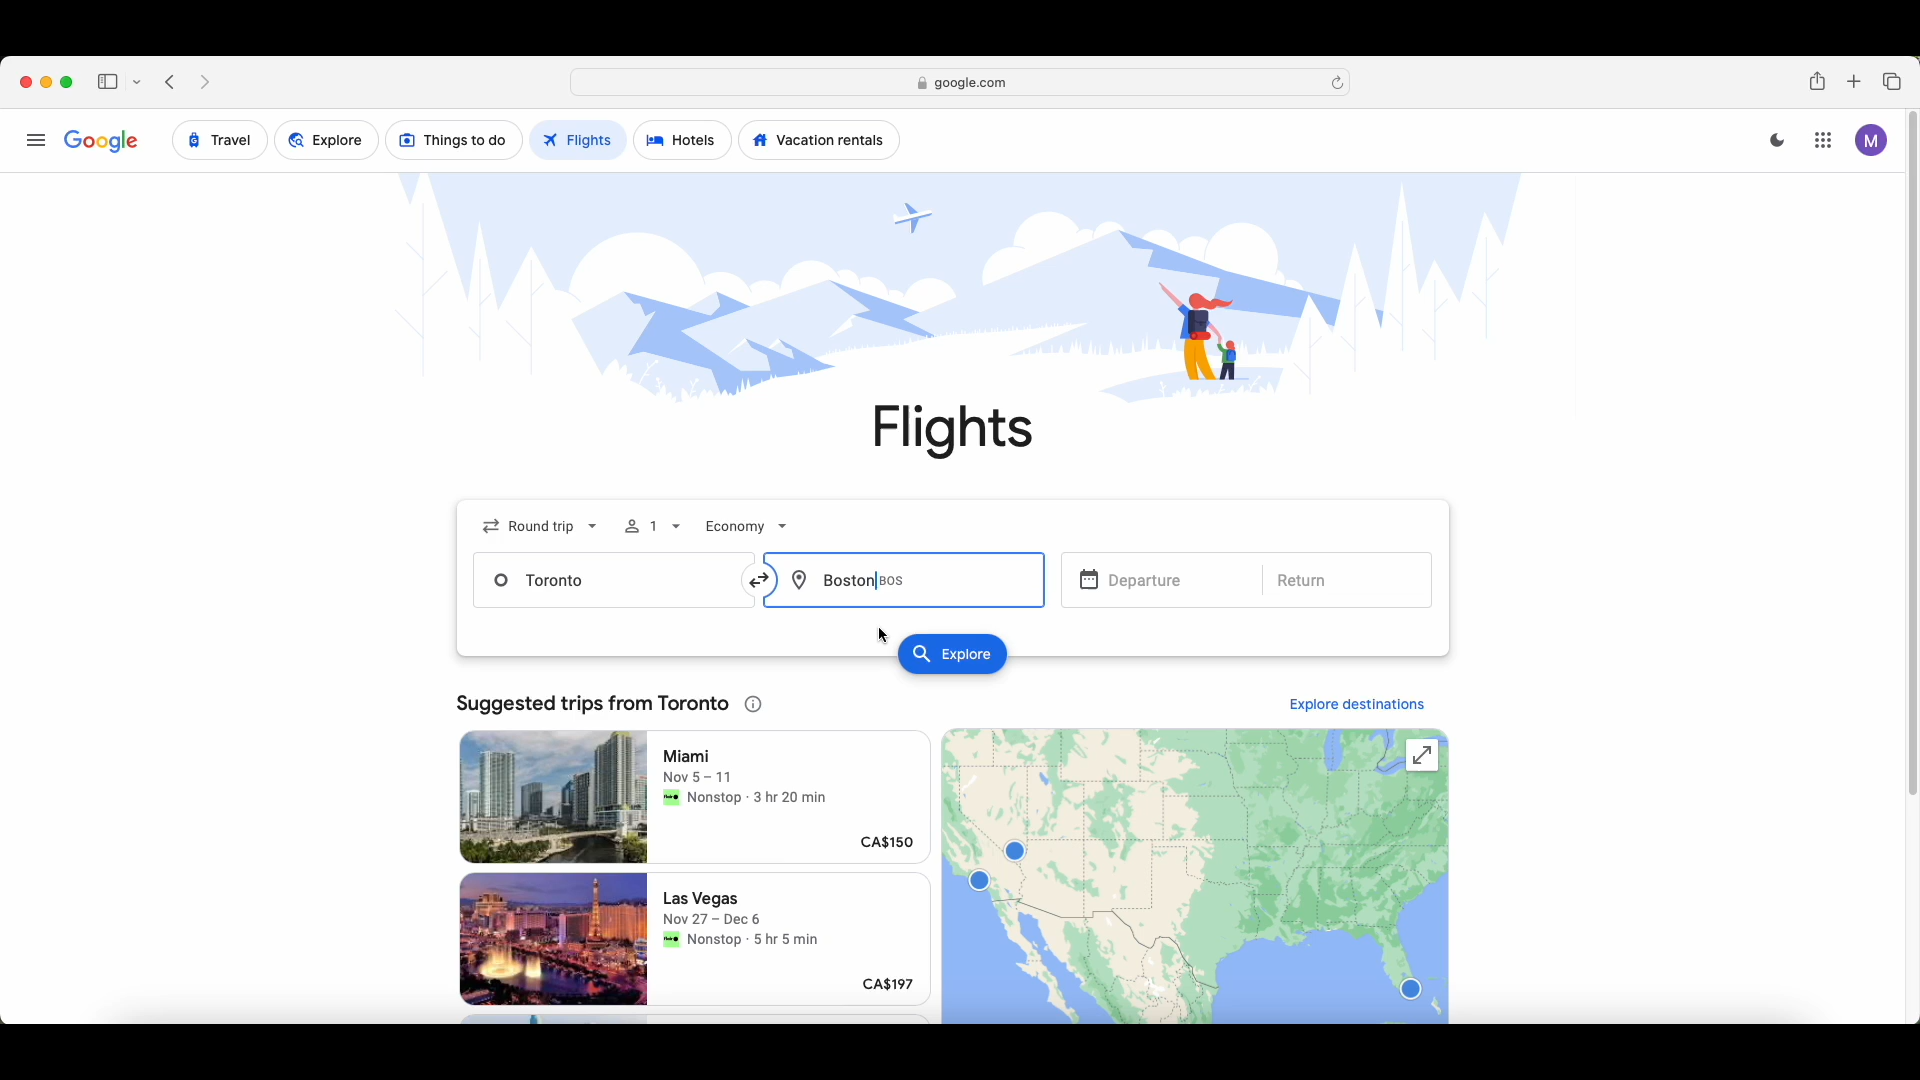 google.com
Google
Travel
Explore
Things to do
Flights
Hotels
Vacation rentals
M
Flights
Round trip
1
Economy
Toronto
Boston BOS
Departure
Return
Explore
Suggested trips from Toronto
Explore destinations
Miami
Nov 5 – 11
Nonstop · 3 hr 20 min
CA$150
Las Vegas
Nov 27 – Dec 6
Nonstop · 5 hr 5 min
CA$197